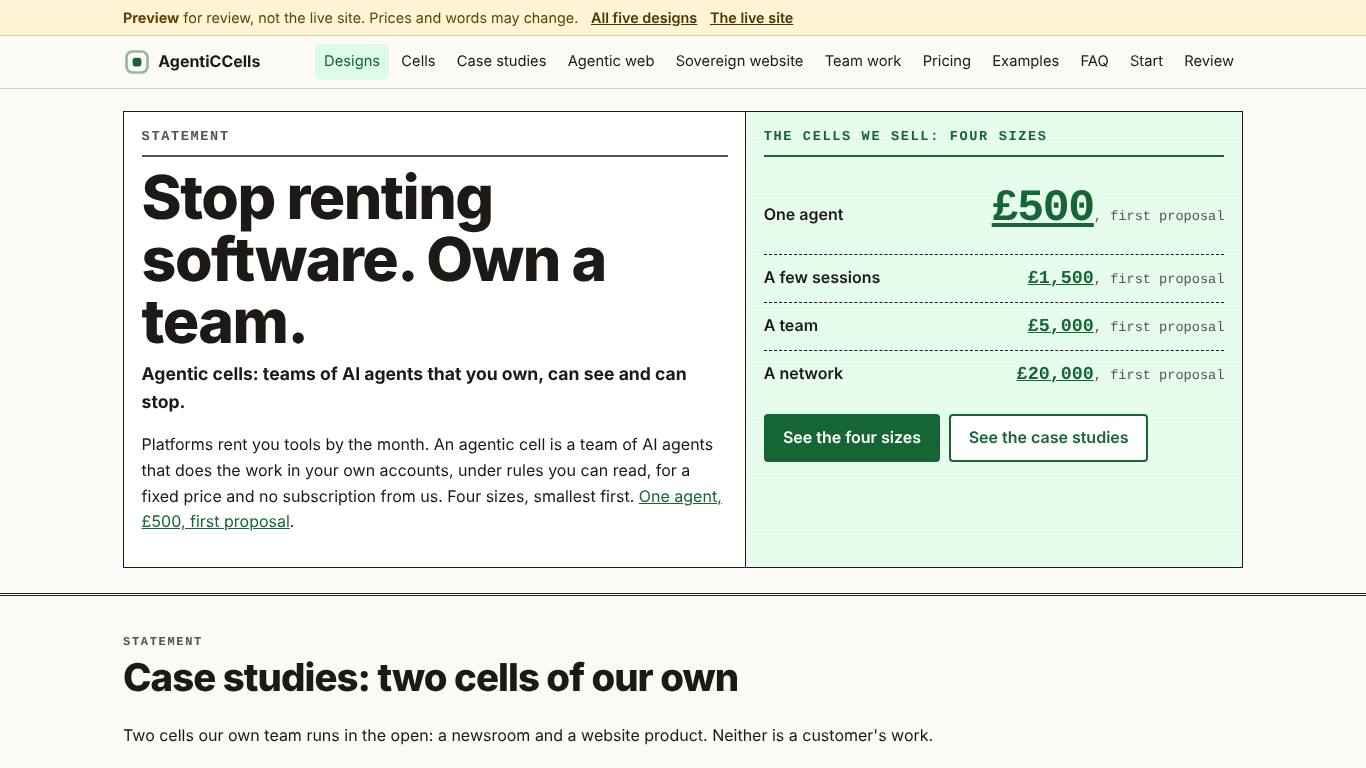 Preview for review, not the live site. Prices and words may change. All five designs The live site
AgentiCCells
Designs Cells Case studies Agentic web Sovereign website Team work Pricing Examples FAQ Start Review
STATEMENT
Stop renting
software. Own a
team.
Agentic cells: teams of AI agents that you own, can see and can
stop.
Platforms rent you tools by the month. An agentic cell is a team of AI agents
that does the work in your own accounts, under rules you can read, for a
fixed price and no subscription from us. Four sizes, smallest first. One agent,
£500, first proposal.
THE CELLS WE SELL: FOUR SIZES
One agent £500, first proposal
A few sessions £1,500, first proposal
A team £5,000, first proposal
A network £20,000, first proposal
See the four sizes See the case studies
STATEMENT
Case studies: two cells of our own
Two cells our own team runs in the open: a newsroom and a website product. Neither is a customer's work.